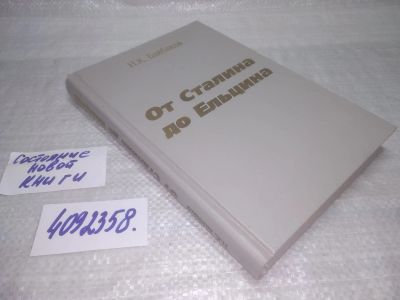 Н.К. Байбаков
От Сталина
до Ельцина
Состояние
новой
книги
4092358.